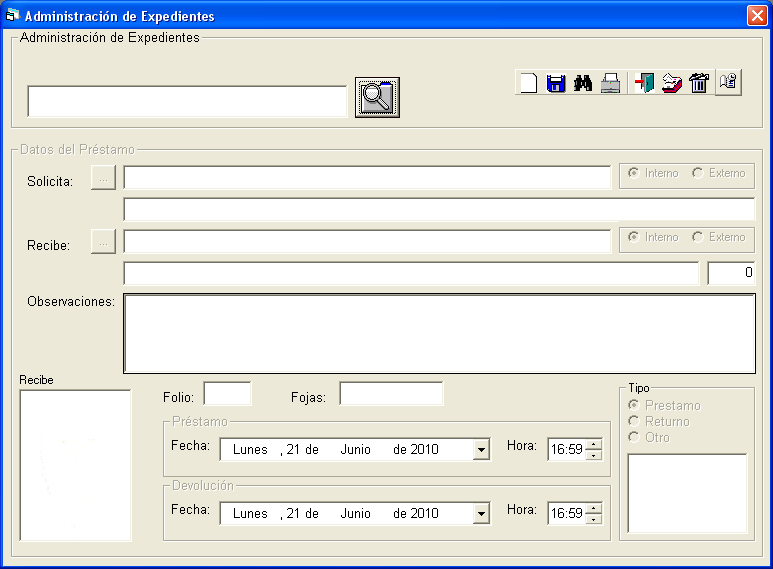 Administración de Expedientes
Administración de Expedientes
Datos del Préstamo
Solicita: ... Interno Externo
Recibe: ... Interno Externo
0
Observaciones:
Recibe
Folio: Fojas:
Tipo
Prestamo
Returno
Otro
Préstamo
Fecha: Lunes , 21 de Junio de 2010 Hora: 16:59
Devolución
Fecha: Lunes , 21 de Junio de 2010 Hora: 16:59